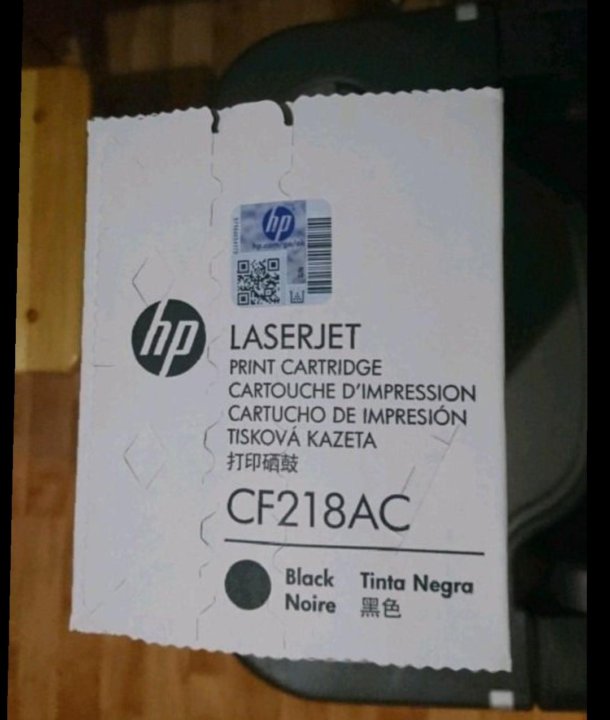 hp
hp
LASERJET
PRINT CARTRIDGE
CARTOUCHE D'IMPRESSION
CARTUCHO DE IMPRESIÓN
TISKOVÁ KAZETA
打印硒鼓
CF218AC
Black Tinta Negra
Noire 黑色